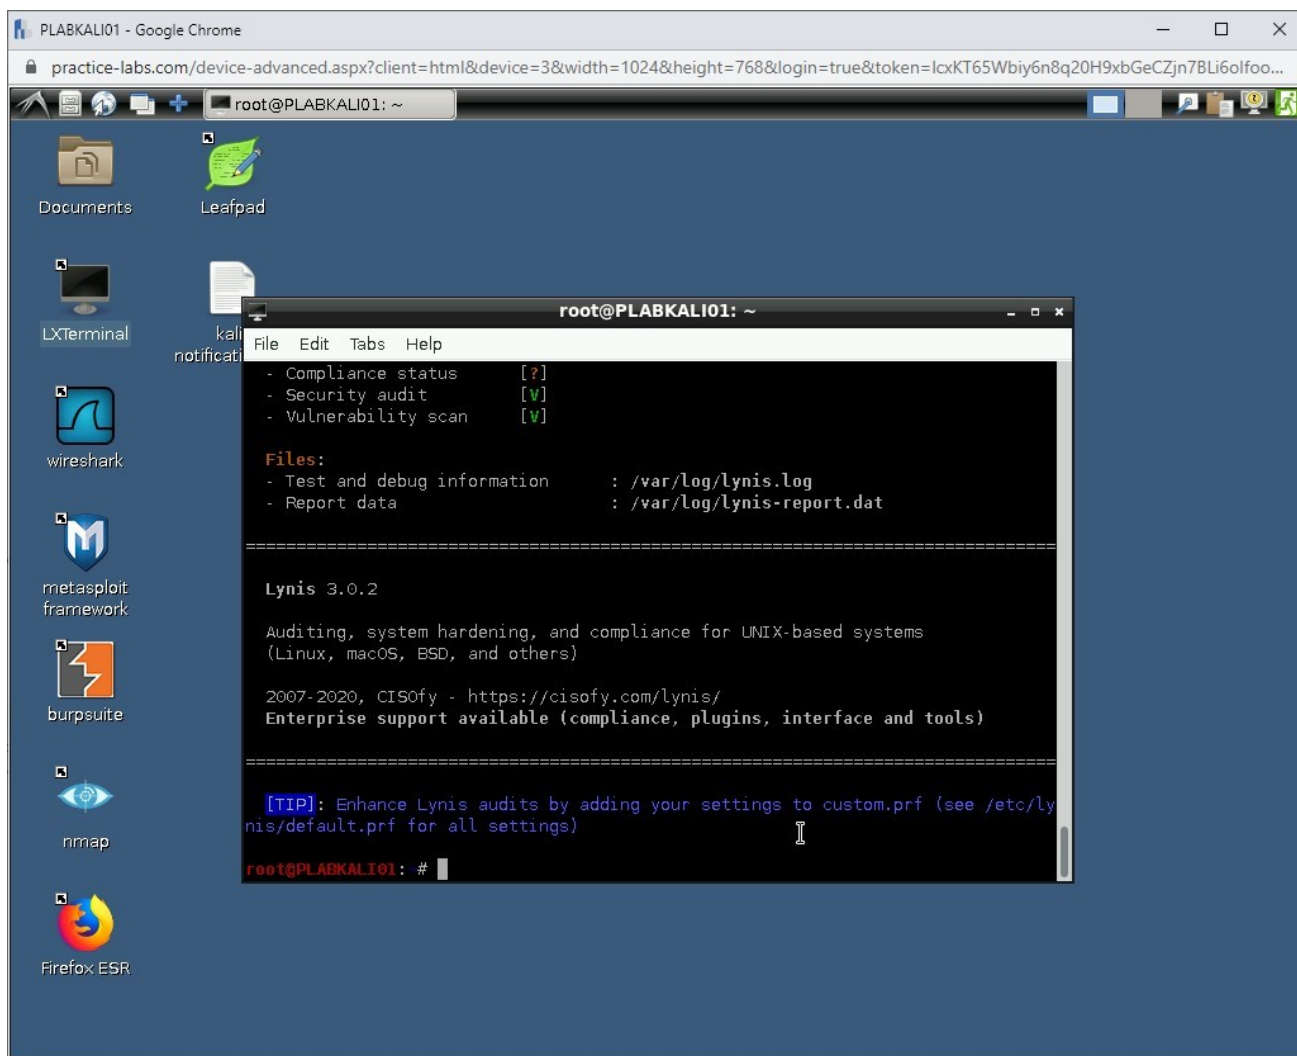 PLABKALI01 - Google Chrome
practice-labs.com/device-advanced.aspx?client=html&device=3&width=1024&height=768&login=true&token=IcxKT65Wbiy6n8q20H9xbGeCZjn7BLi6olfoo...
root@PLABKALI01: ~
Documents
Leafpad
LXTerminal
kali
notificati
wireshark
metasploit
framework
burpsuite
nmap
Firefox ESR
root@PLABKALI01: ~
File Edit Tabs Help
- Compliance status [?]
- Security audit [V]
- Vulnerability scan [V]
Files:
- Test and debug information : /var/log/lynis.log
- Report data : /var/log/lynis-report.dat
================================================================================
Lynis 3.0.2
Auditing, system hardening, and compliance for UNIX-based systems
(Linux, macOS, BSD, and others)
2007-2020, CISOfy - https://cisofy.com/lynis/
Enterprise support available (compliance, plugins, interface and tools)
================================================================================
[TIP]: Enhance Lynis audits by adding your settings to custom.prf (see /etc/ly
nis/default.prf for all settings)
root@PLABKALI01:~#